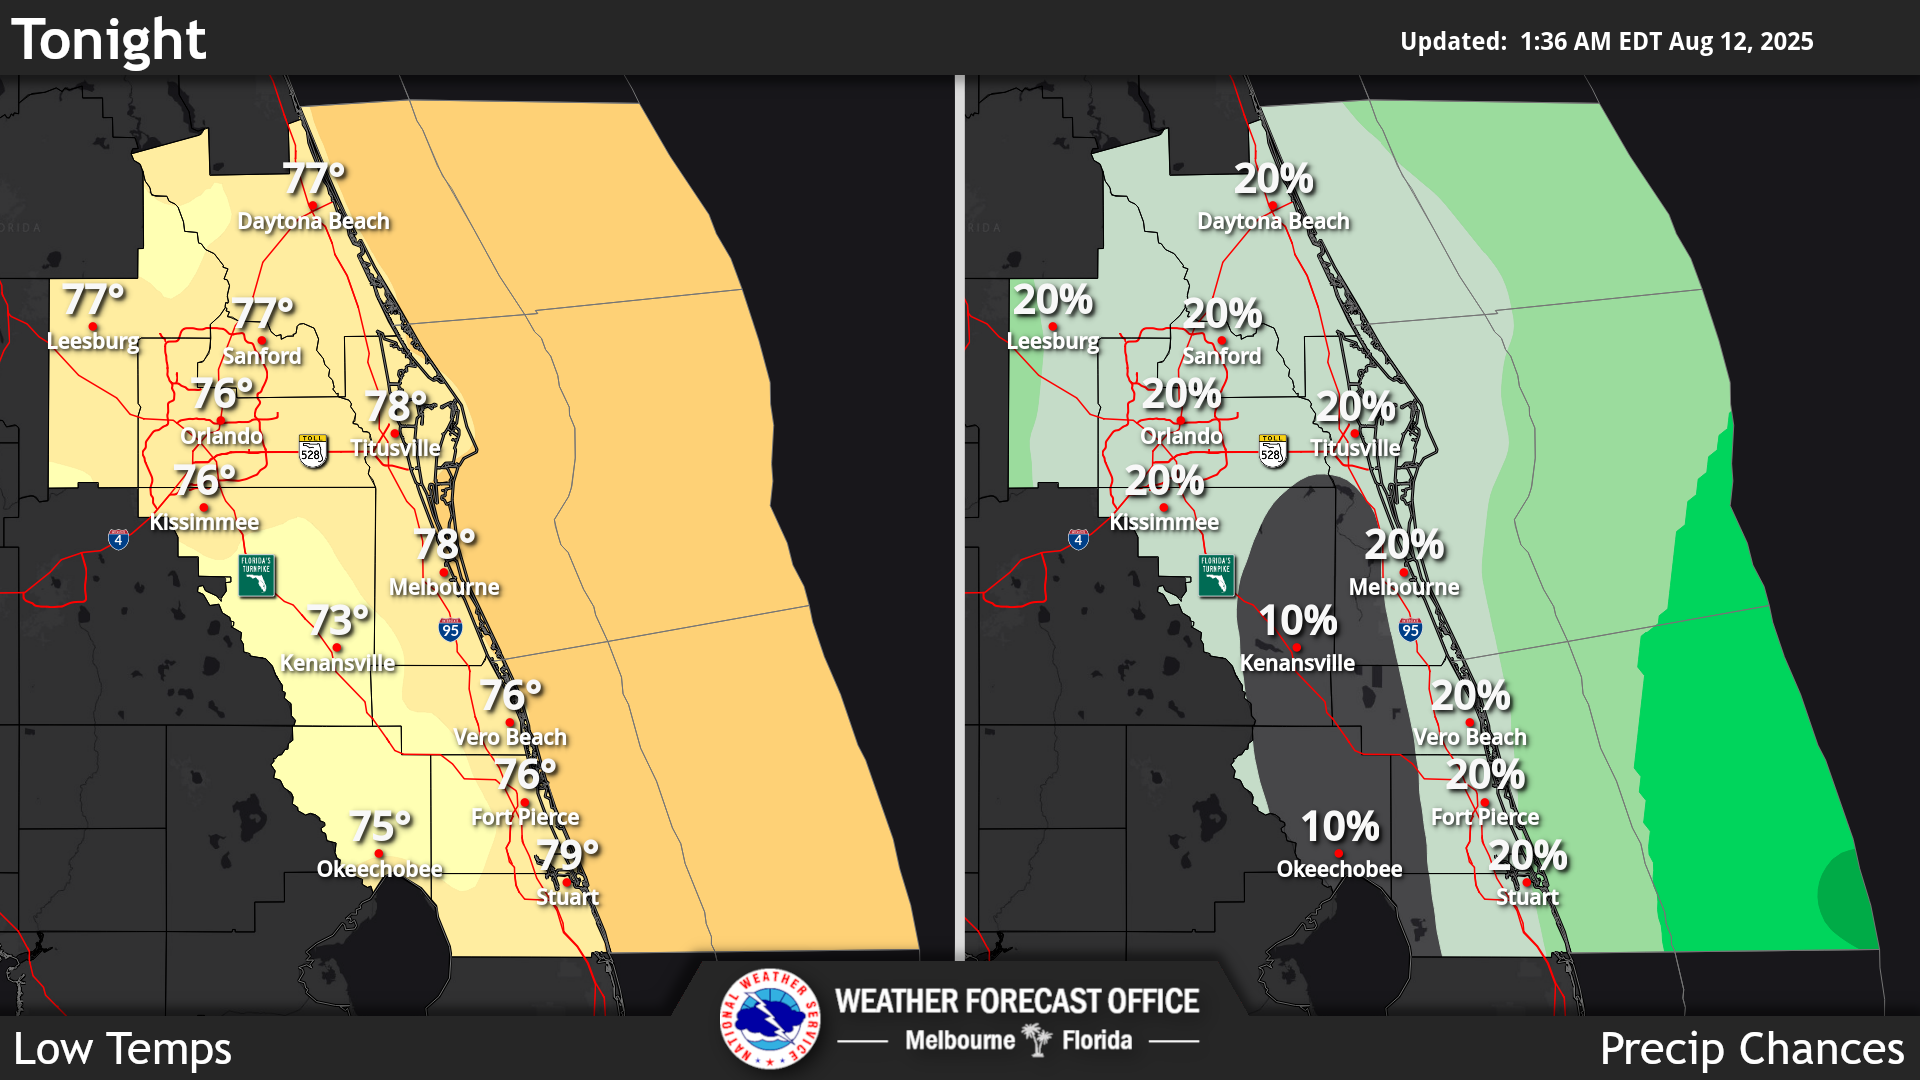 Tonight
Updated: 1:36 AM EDT Aug 12, 2025
77°
Daytona Beach
77°
Leesburg
77°
Sanford
76°
Orlando
78°
Titusville
TOLL
528
76°
Kissimmee
4
FLORIDA'S
TURNPIKE
78°
Melbourne
73°
Kenansville
95
76°
Vero Beach
76°
Fort Pierce
75°
Okeechobee
79°
Stuart
20%
Daytona Beach
20%
Leesburg
20%
Sanford
20%
Orlando
20%
Titusville
TOLL
528
20%
Kissimmee
4
FLORIDA'S
TURNPIKE
20%
Melbourne
10%
Kenansville
95
20%
Vero Beach
20%
Fort Pierce
10%
Okeechobee
20%
Stuart
NATIONAL WEATHER SERVICE
WEATHER FORECAST OFFICE
Melbourne Florida
Low Temps
Precip Chances